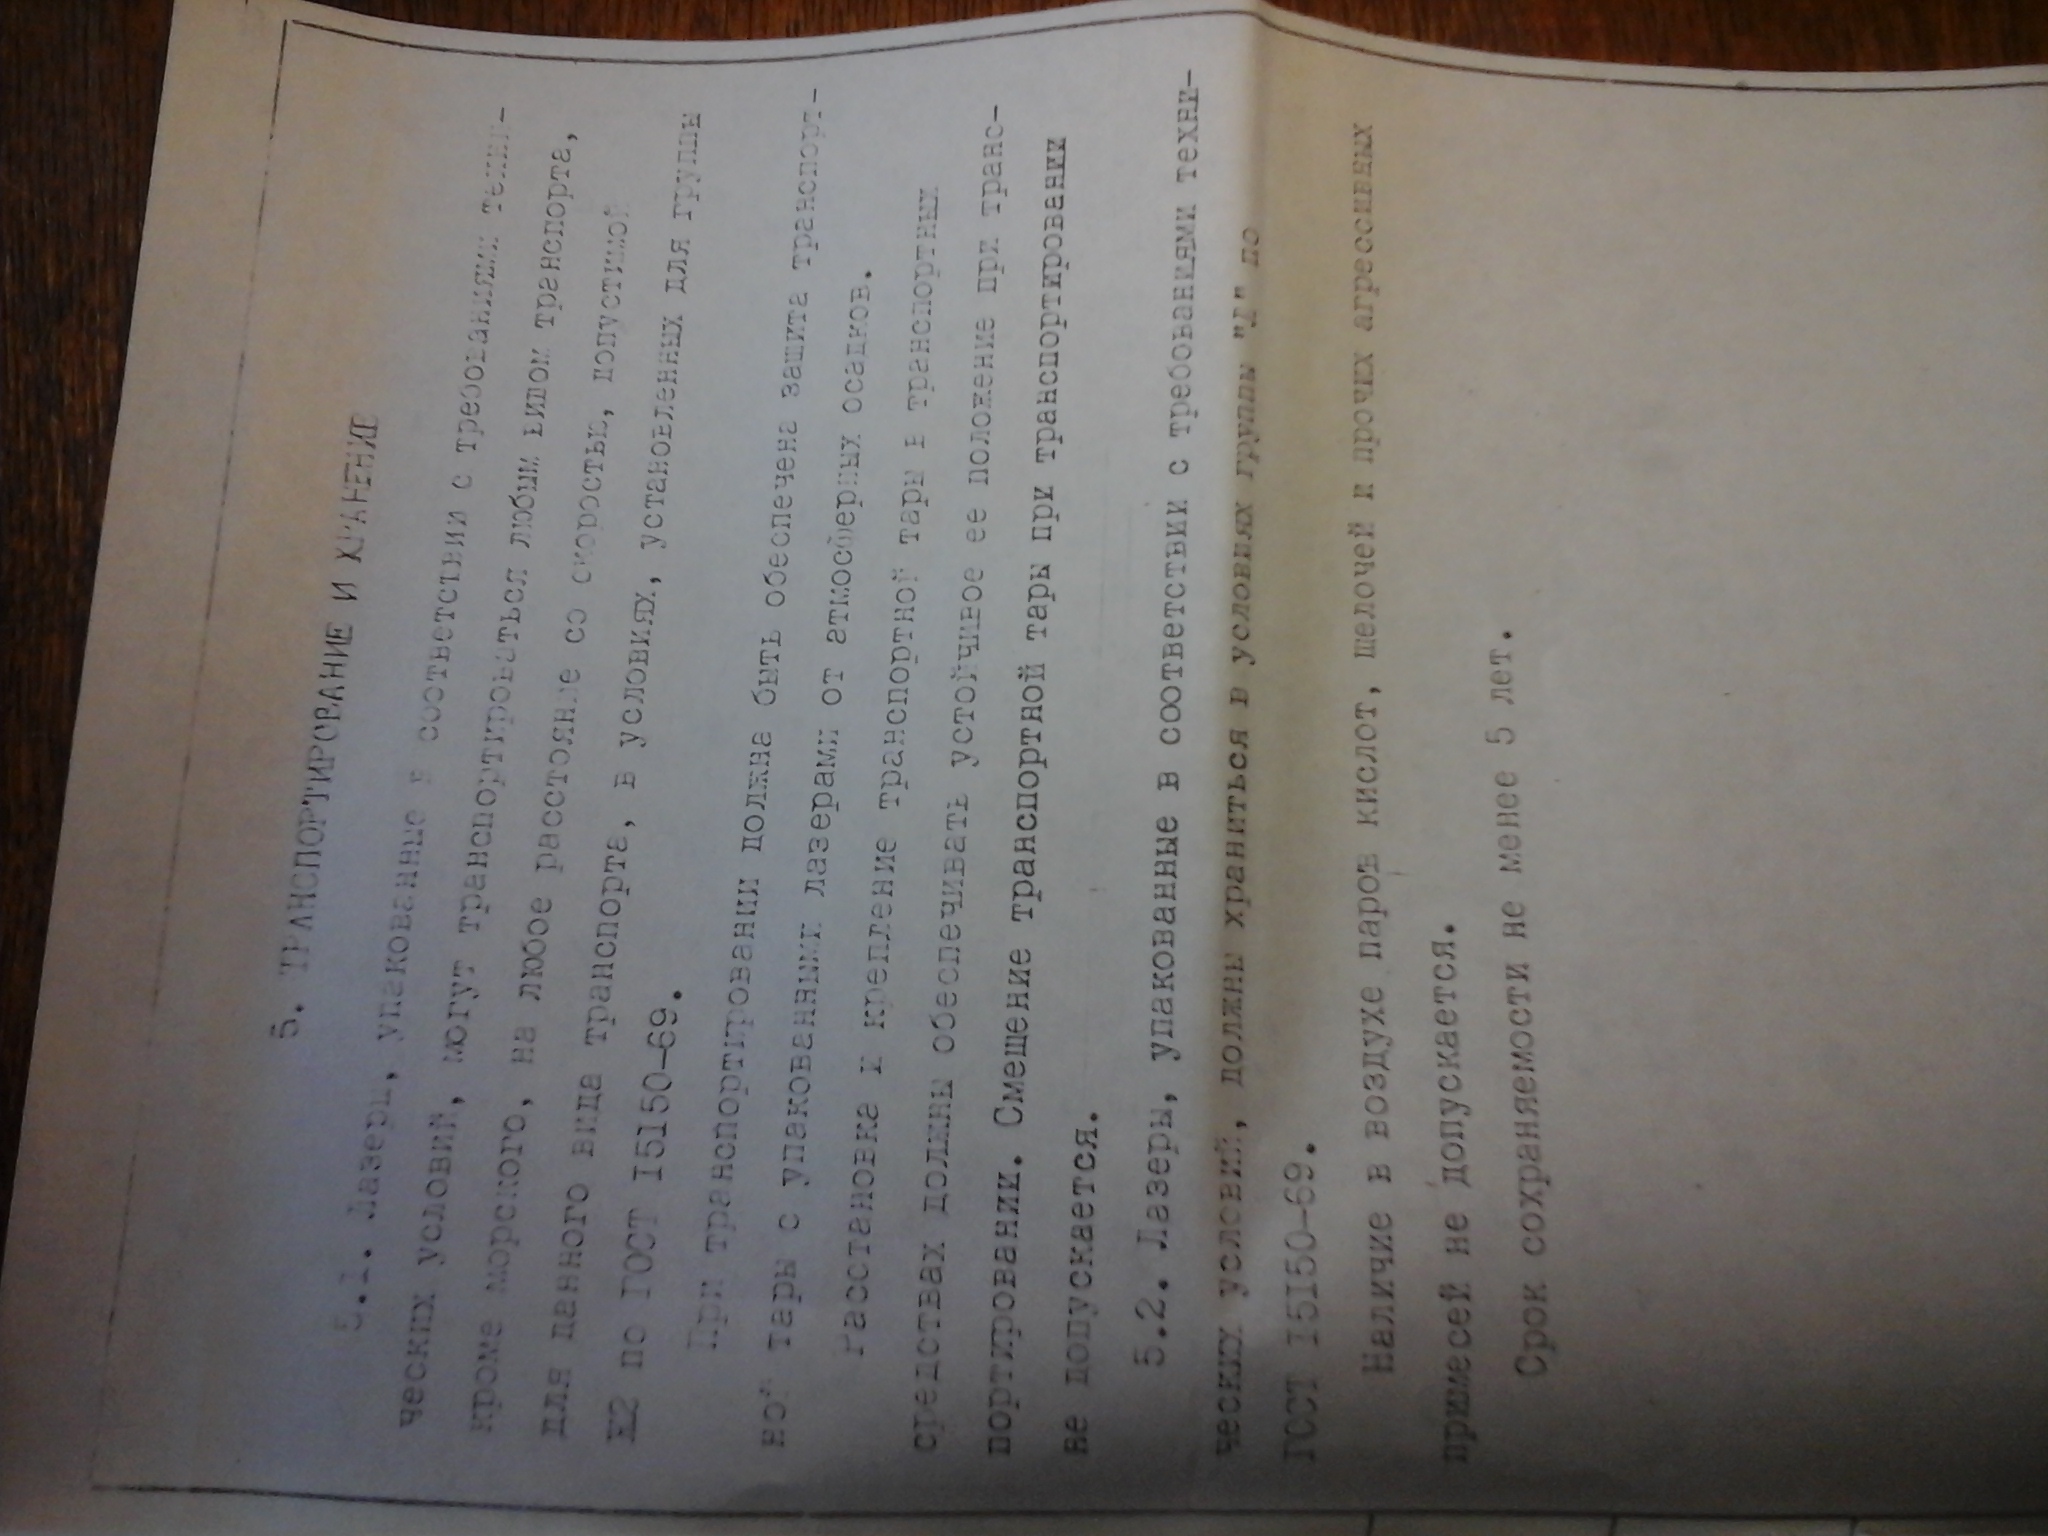 5. ТРАНСПОРТИРОВАНИЕ И ХРАНЕНИЕ
5.1. Лазеры, упакованные в соответствии с требованиями техни-
ческих условий, могут транспортироваться любым видом транспорта,
кроме морского, на любое расстояние со скоростью, допустимой
для данного вида транспорта, в условиях, установленных для группы
Ж2 по ГОСТ 15150-69.
При транспортировании должна быть обеспечена защита транспорт-
ной тары с упакованными лазерами от атмосферных осадков.
Расстановка и крепление транспортной тары в транспортных
средствах должны обеспечивать устойчивое ее положение при транс-
портировании. Смещение транспортной тары при транспортировании
не допускается.
5.2. Лазеры, упакованные в соответствии с требованиями техни-
ческих условий, должны храниться в условиях группы по
ГОСТ 15150-69.
Наличие в воздухе паров кислот, щелочей и прочих агрессивных
примесей не допускается.
Срок сохраняемости не менее 5 лет.